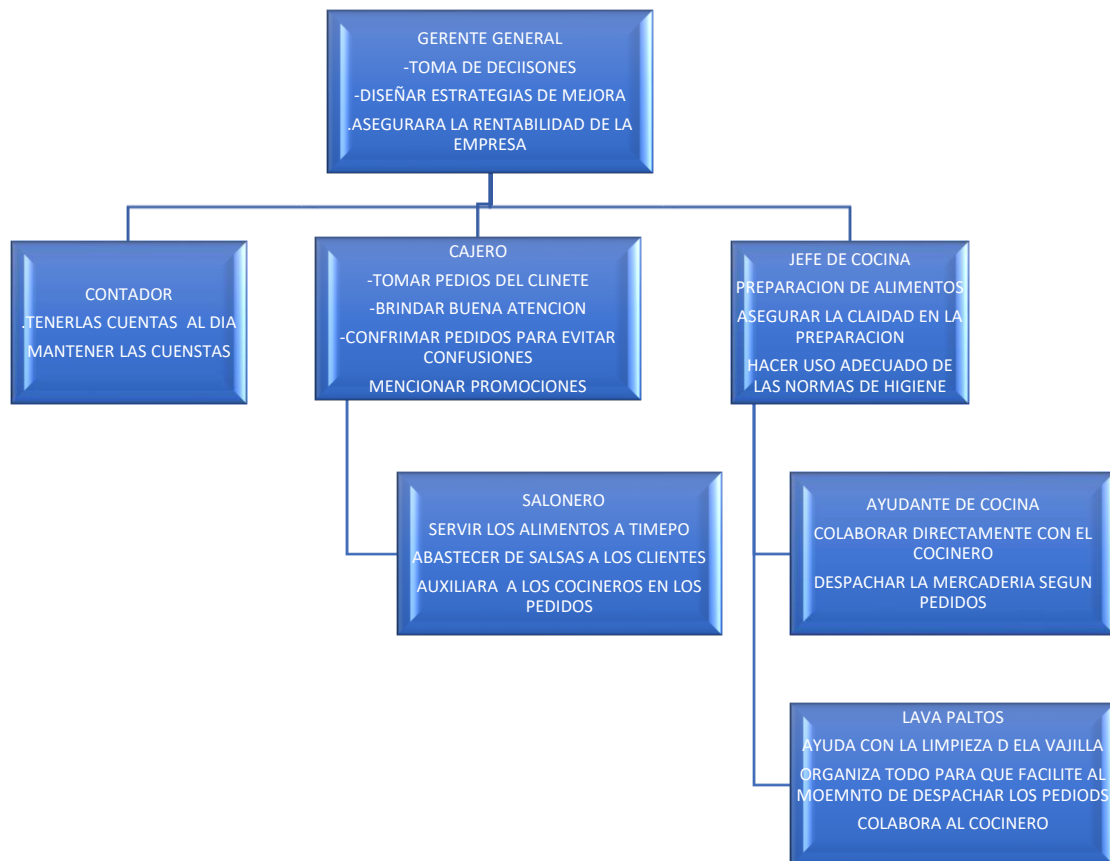 GERENTE GENERAL
-TOMA DE DECIISONES
-DISEÑAR ESTRATEGIAS DE MEJORA
.ASEGURARA LA RENTABILIDAD DE LA
EMPRESA
CONTADOR
.TENERLAS CUENTAS AL DIA
MANTENER LAS CUENSTAS
CAJERO
-TOMAR PEDIOS DEL CLINETE
-BRINDAR BUENA ATENCION
-CONFRIMAR PEDIDOS PARA EVITAR
CONFUSIONES
MENCIONAR PROMOCIONES
JEFE DE COCINA
PREPARACION DE ALIMENTOS
ASEGURAR LA CLAIDAD EN LA
PREPARACION
HACER USO ADECUADO DE
LAS NORMAS DE HIGIENE
SALONERO
SERVIR LOS ALIMENTOS A TIMEPO
ABASTECER DE SALSAS A LOS CLIENTES
AUXILIARA A LOS COCINEROS EN LOS
PEDIDOS
AYUDANTE DE COCINA
COLABORAR DIRECTAMENTE CON EL
COCINERO
DESPACHAR LA MERCADERIA SEGUN
PEDIDOS
LAVA PALTOS
AYUDA CON LA LIMPIEZA D ELA VAJILLA
ORGANIZA TODO PARA QUE FACILITE AL
MOEMNTO DE DESPACHAR LOS PEDIODS
COLABORA AL COCINERO